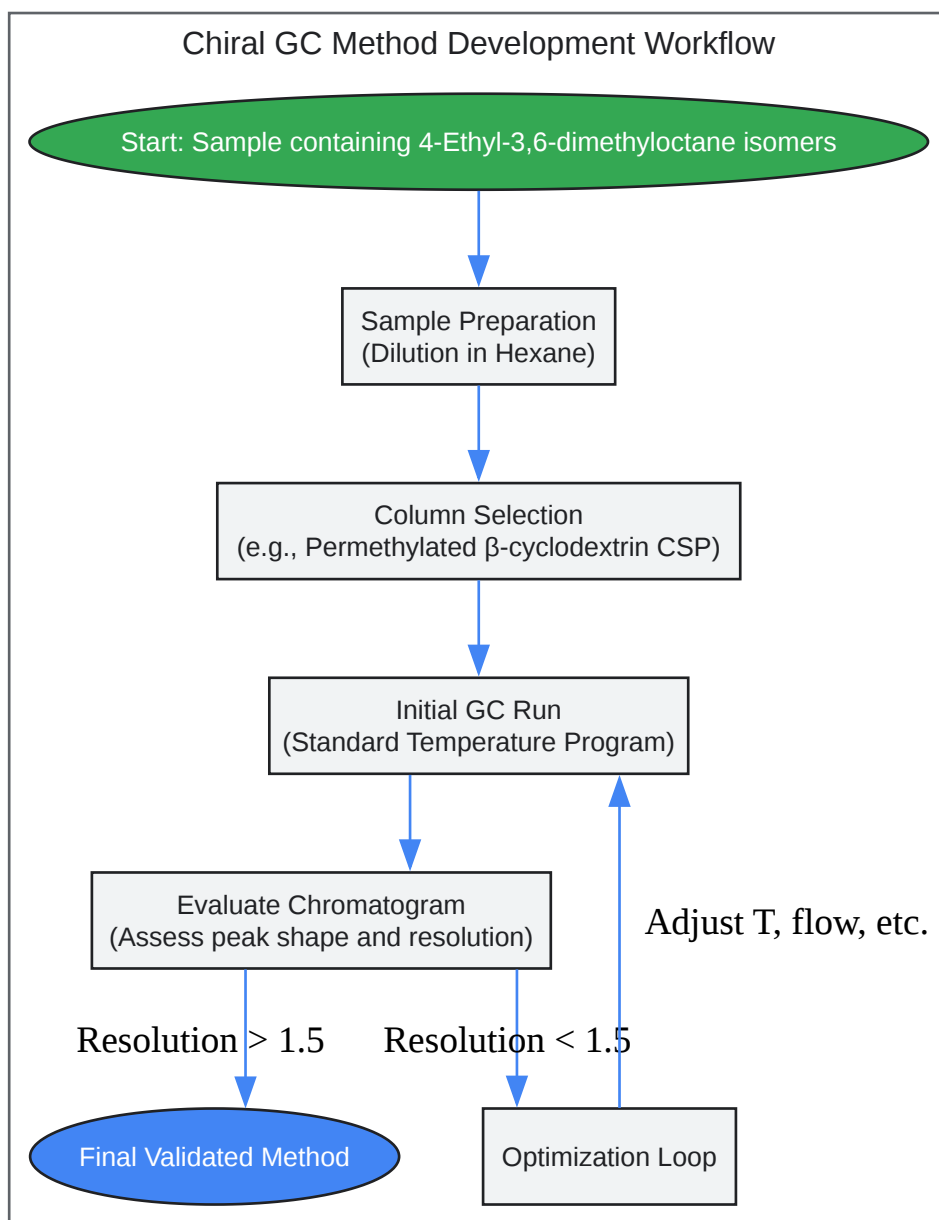 Chiral GC Method Development Workflow
Start: Sample containing 4-Ethyl-3,6-dimethyloctane isomers
Sample Preparation
(Dilution in Hexane)
Column Selection
(e.g., Permethylated β-cyclodextrin CSP)
Initial GC Run
(Standard Temperature Program)
Evaluate Chromatogram
(Assess peak shape and resolution)
Adjust T, flow, etc.
Resolution > 1.5
Resolution < 1.5
Final Validated Method
Optimization Loop